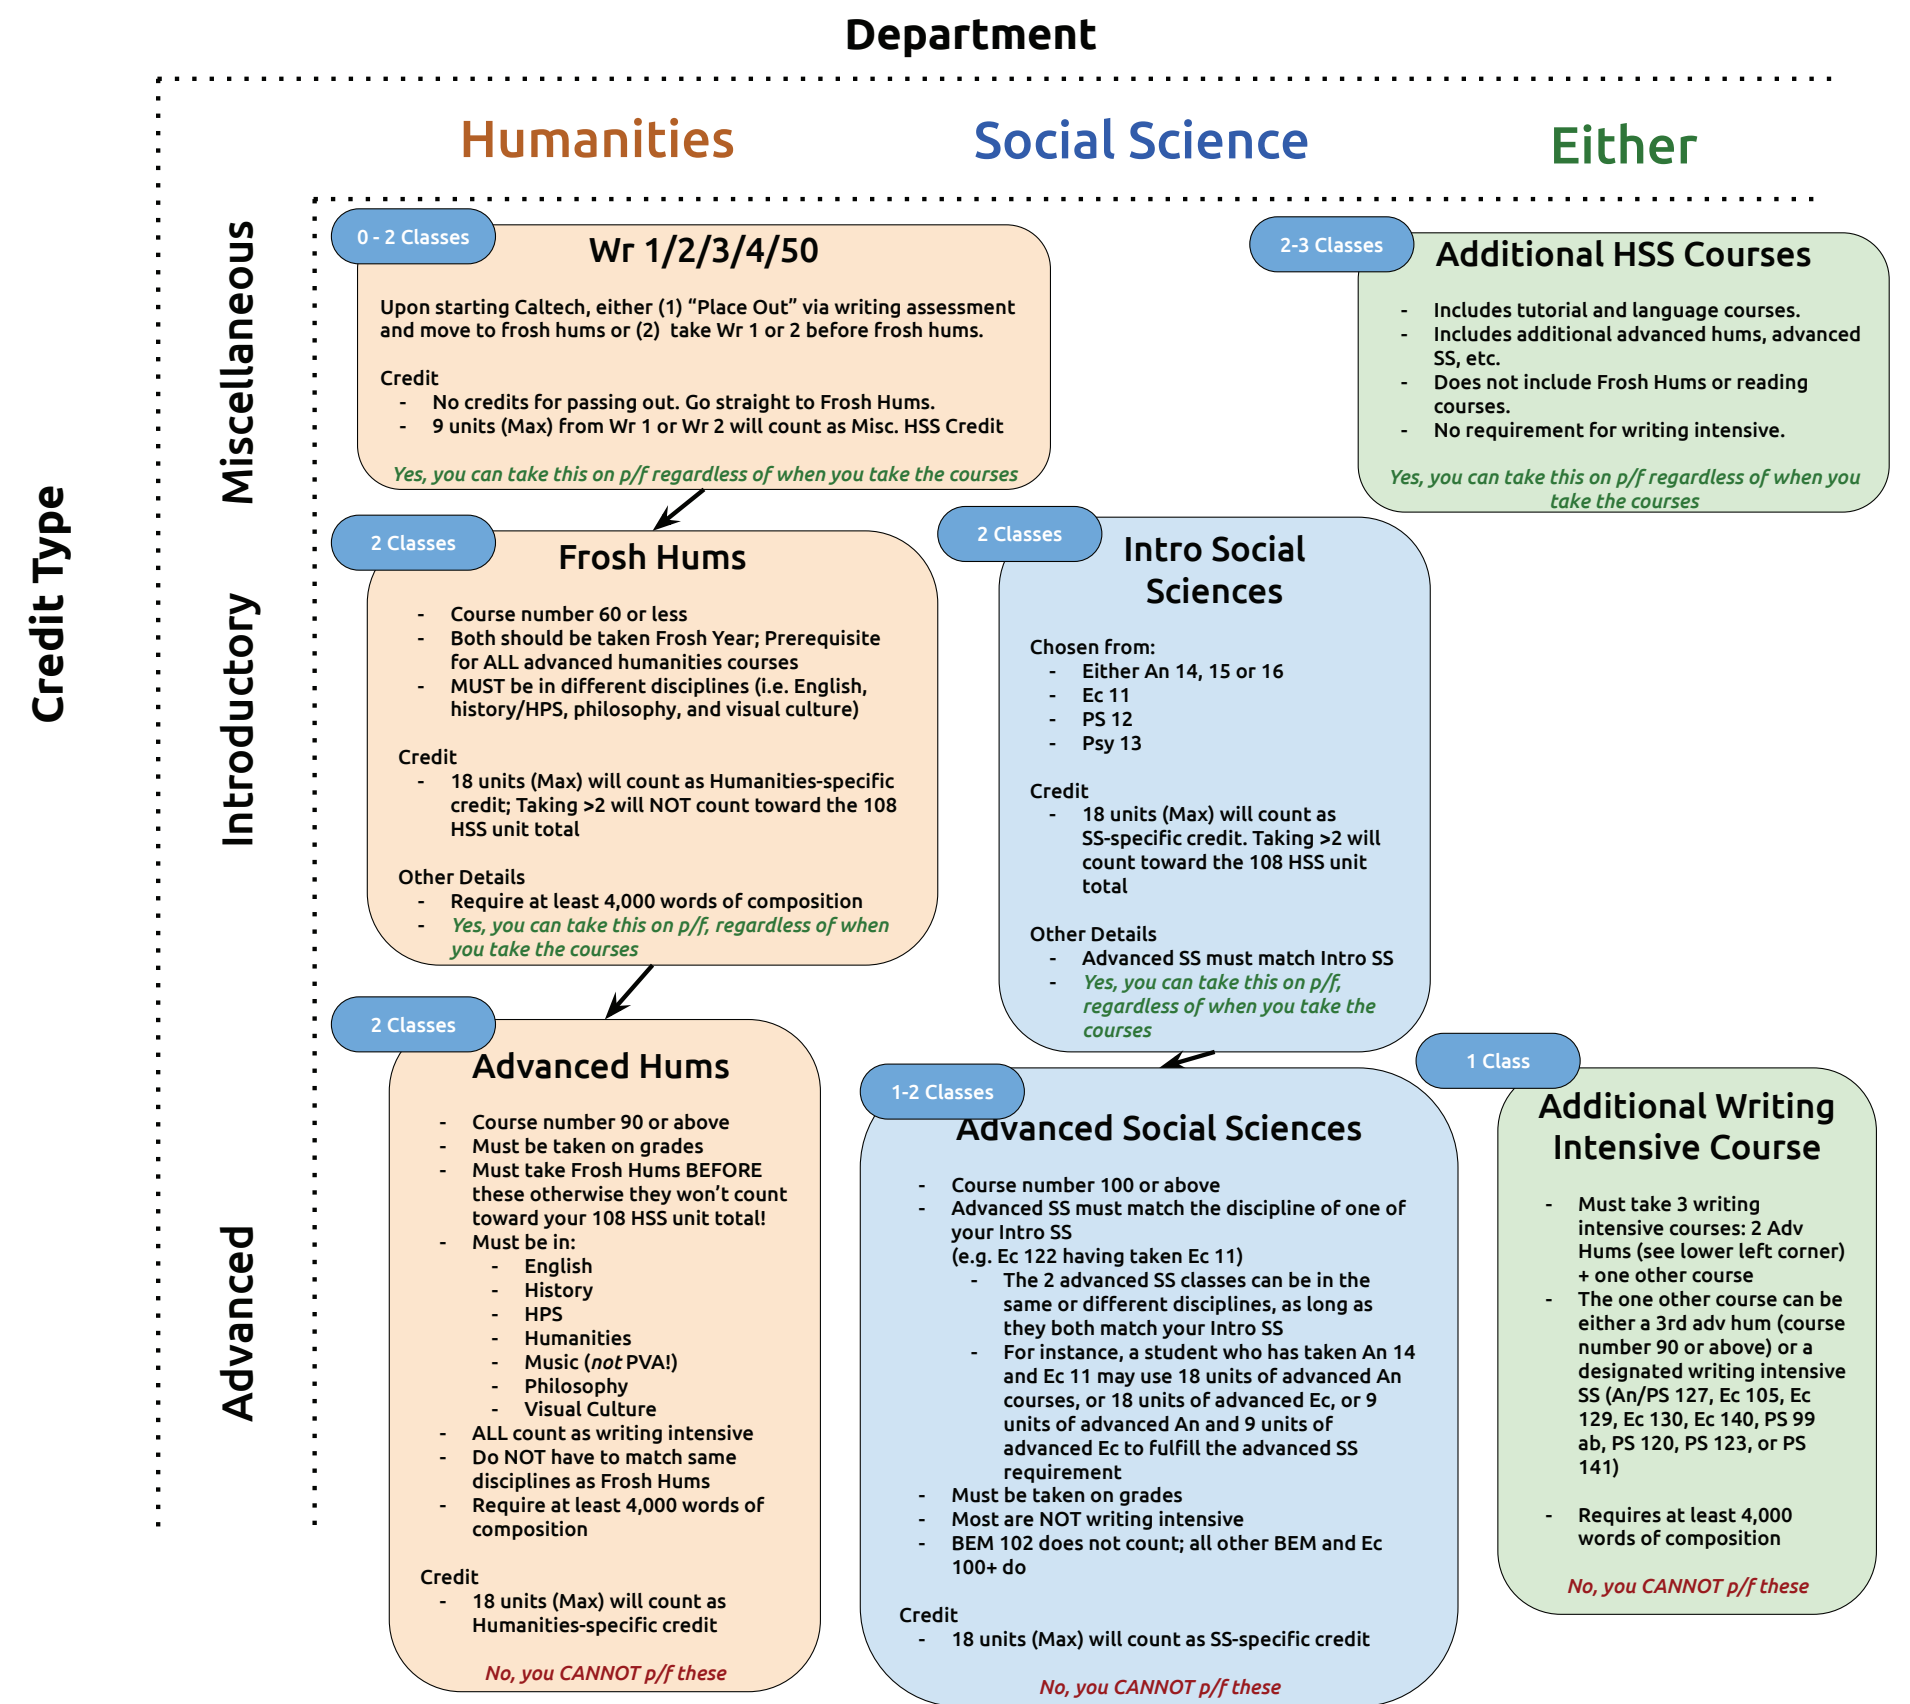 Department
Humanities
Social Science
Either
Credit Type
Miscellaneous
Introductory
Advanced
0 - 2 Classes
Wr 1/2/3/4/50
Upon starting Caltech, either (1) “Place Out” via writing assessment
and move to frosh hums or (2) take Wr 1 or 2 before frosh hums.
Credit
- No credits for passing out. Go straight to Frosh Hums.
- 9 units (Max) from Wr 1 or Wr 2 will count as Misc. HSS Credit
Yes, you can take this on p/f regardless of when you take the courses
2-3 Classes
Additional HSS Courses
- Includes tutorial and language courses.
- Includes additional advanced hums, advanced
SS, etc.
- Does not include Frosh Hums or reading
courses.
- No requirement for writing intensive.
Yes, you can take this on p/f regardless of when you
take the courses
2 Classes
Frosh Hums
- Course number 60 or less
- Both should be taken Frosh Year; Prerequisite
for ALL advanced humanities courses
- MUST be in different disciplines (i.e. English,
history/HPS, philosophy, and visual culture)
Credit
- 18 units (Max) will count as Humanities-specific
credit; Taking >2 will NOT count toward the 108
HSS unit total
Other Details
- Require at least 4,000 words of composition
- Yes, you can take this on p/f, regardless of when
you take the courses
2 Classes
Intro Social
Sciences
Chosen from:
- Either An 14, 15 or 16
- Ec 11
- PS 12
- Psy 13
Credit
- 18 units (Max) will count as
SS-specific credit. Taking >2 will
count toward the 108 HSS unit
total
Other Details
- Advanced SS must match Intro SS
- Yes, you can take this on p/f,
regardless of when you take the
courses
2 Classes
Advanced Hums
- Course number 90 or above
- Must be taken on grades
- Must take Frosh Hums BEFORE
these otherwise they won’t count
toward your 108 HSS unit total!
- Must be in:
- English
- History
- HPS
- Humanities
- Music (not PVA!)
- Philosophy
- Visual Culture
- ALL count as writing intensive
- Do NOT have to match same
disciplines as Frosh Hums
- Require at least 4,000 words of
composition
Credit
- 18 units (Max) will count as
Humanities-specific credit
No, you CANNOT p/f these
1-2 Classes
Advanced Social Sciences
- Course number 100 or above
- Advanced SS must match the discipline of one of
your Intro SS
(e.g. Ec 122 having taken Ec 11)
- The 2 advanced SS classes can be in the
same or different disciplines, as long as
they both match your Intro SS
- For instance, a student who has taken An 14
and Ec 11 may use 18 units of advanced An
courses, or 18 units of advanced Ec, or 9
units of advanced An and 9 units of
advanced Ec to fulfill the advanced SS
requirement
- Must be taken on grades
- Most are NOT writing intensive
- BEM 102 does not count; all other BEM and Ec
100+ do
Credit
- 18 units (Max) will count as SS-specific credit
No, you CANNOT p/f these
1 Class
Additional Writing
Intensive Course
- Must take 3 writing
intensive courses: 2 Adv
Hums (see lower left corner)
+ one other course
- The one other course can be
either a 3rd adv hum (course
number 90 or above) or a
designated writing intensive
SS (An/PS 127, Ec 105, Ec
129, Ec 130, Ec 140, PS 99
ab, PS 120, PS 123, or PS
141)
- Requires at least 4,000
words of composition
No, you CANNOT p/f these